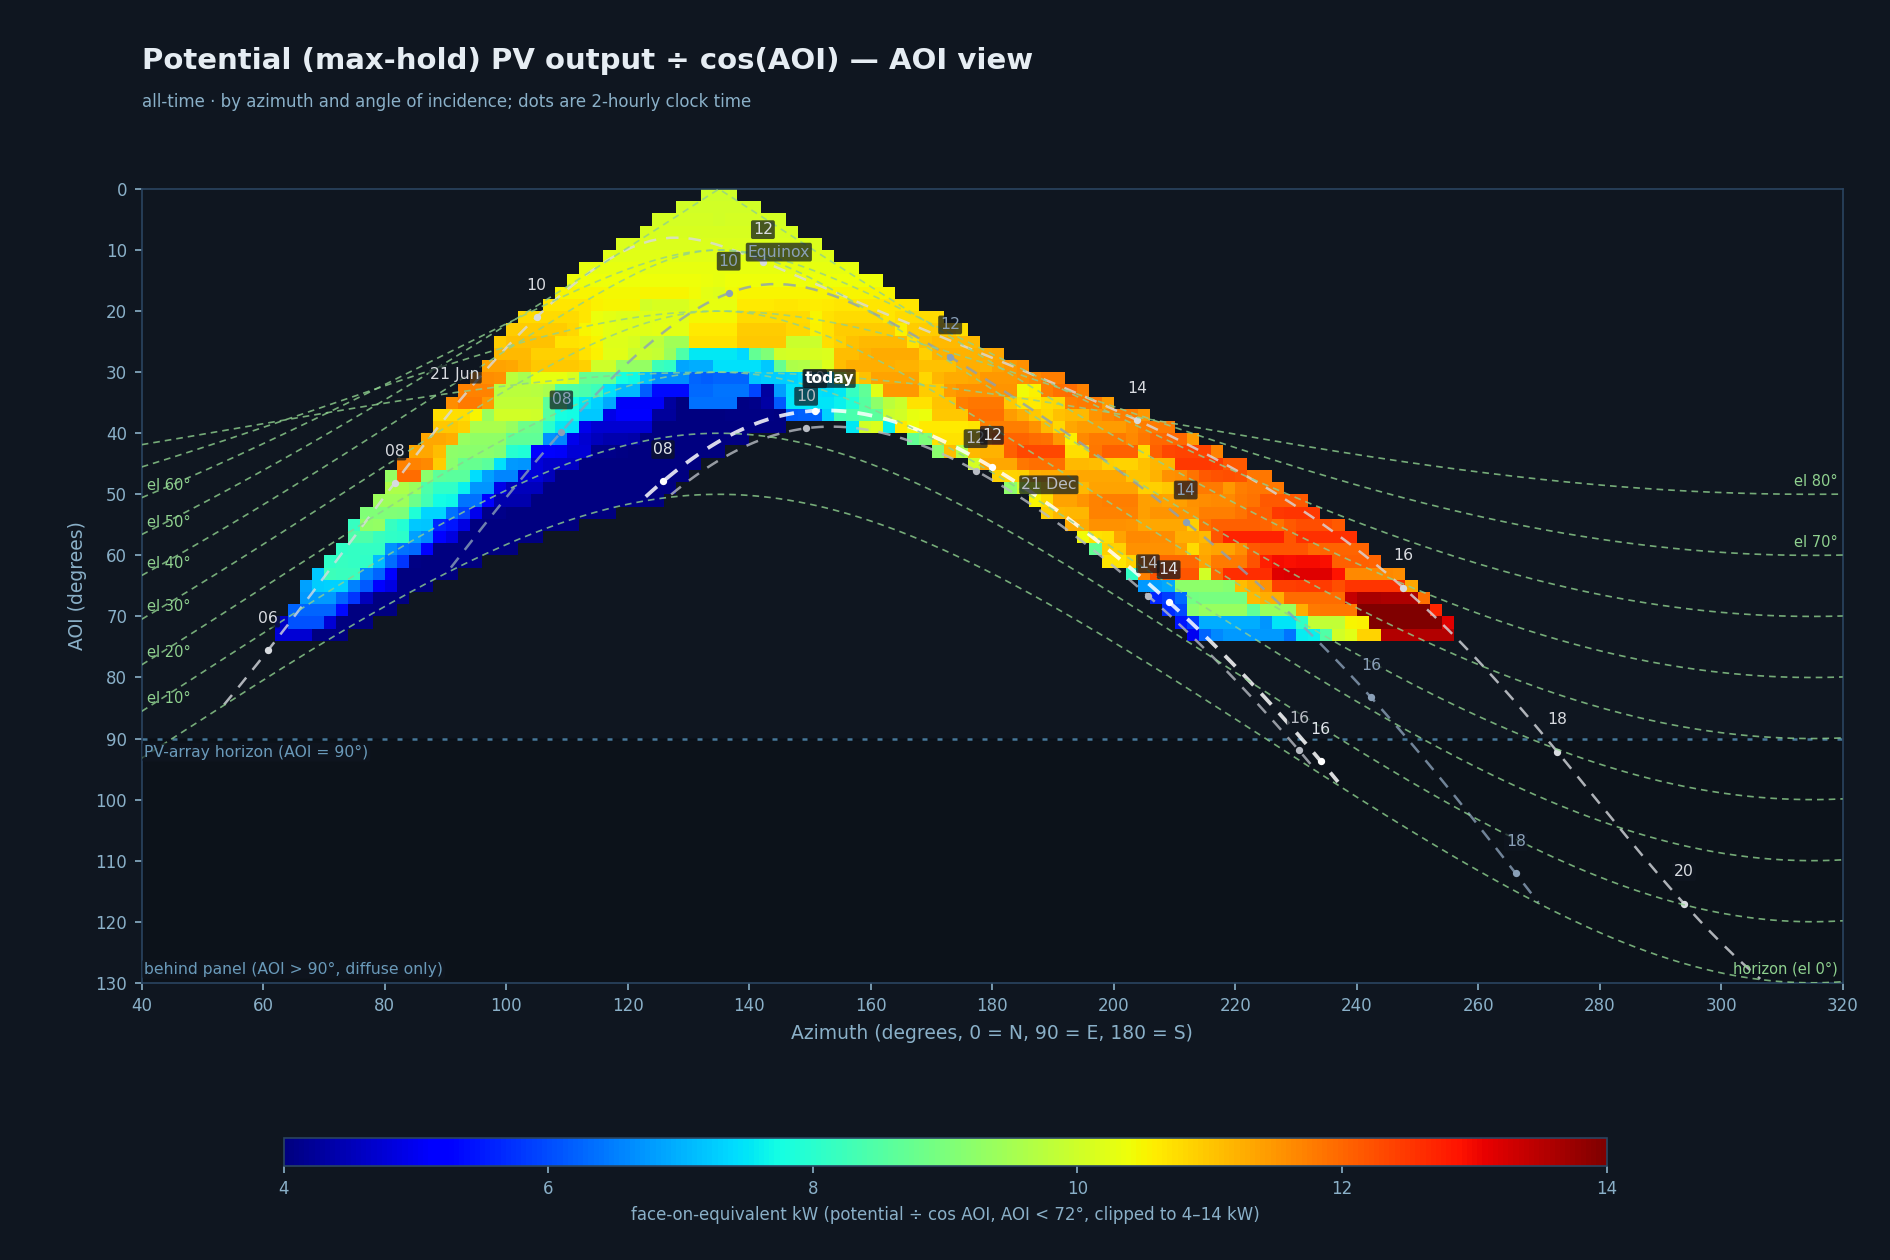 Potential (max-hold) PV output ÷ cos(AOI) — AOI view
all-time · by azimuth and angle of incidence; dots are 2-hourly clock time
AOI (degrees)
0
10
20
30
40
50
60
70
80
90
100
110
120
130
12
Equinox
10
10
12
21 Jun
today
14
08
10
08
08
12
12
el 60°
21 Dec
14
el 80°
el 50°
el 70°
el 40°
14
14
16
el 30°
06
el 20°
16
el 10°
16
16
18
PV-array horizon (AOI = 90°)
18
20
behind panel (AOI > 90°, diffuse only)
horizon (el 0°)
40 60 80 100 120 140 160 180 200 220 240 260 280 300 320
Azimuth (degrees, 0 = N, 90 = E, 180 = S)
4 6 8 10 12 14
face-on-equivalent kW (potential ÷ cos AOI, AOI < 72°, clipped to 4–14 kW)